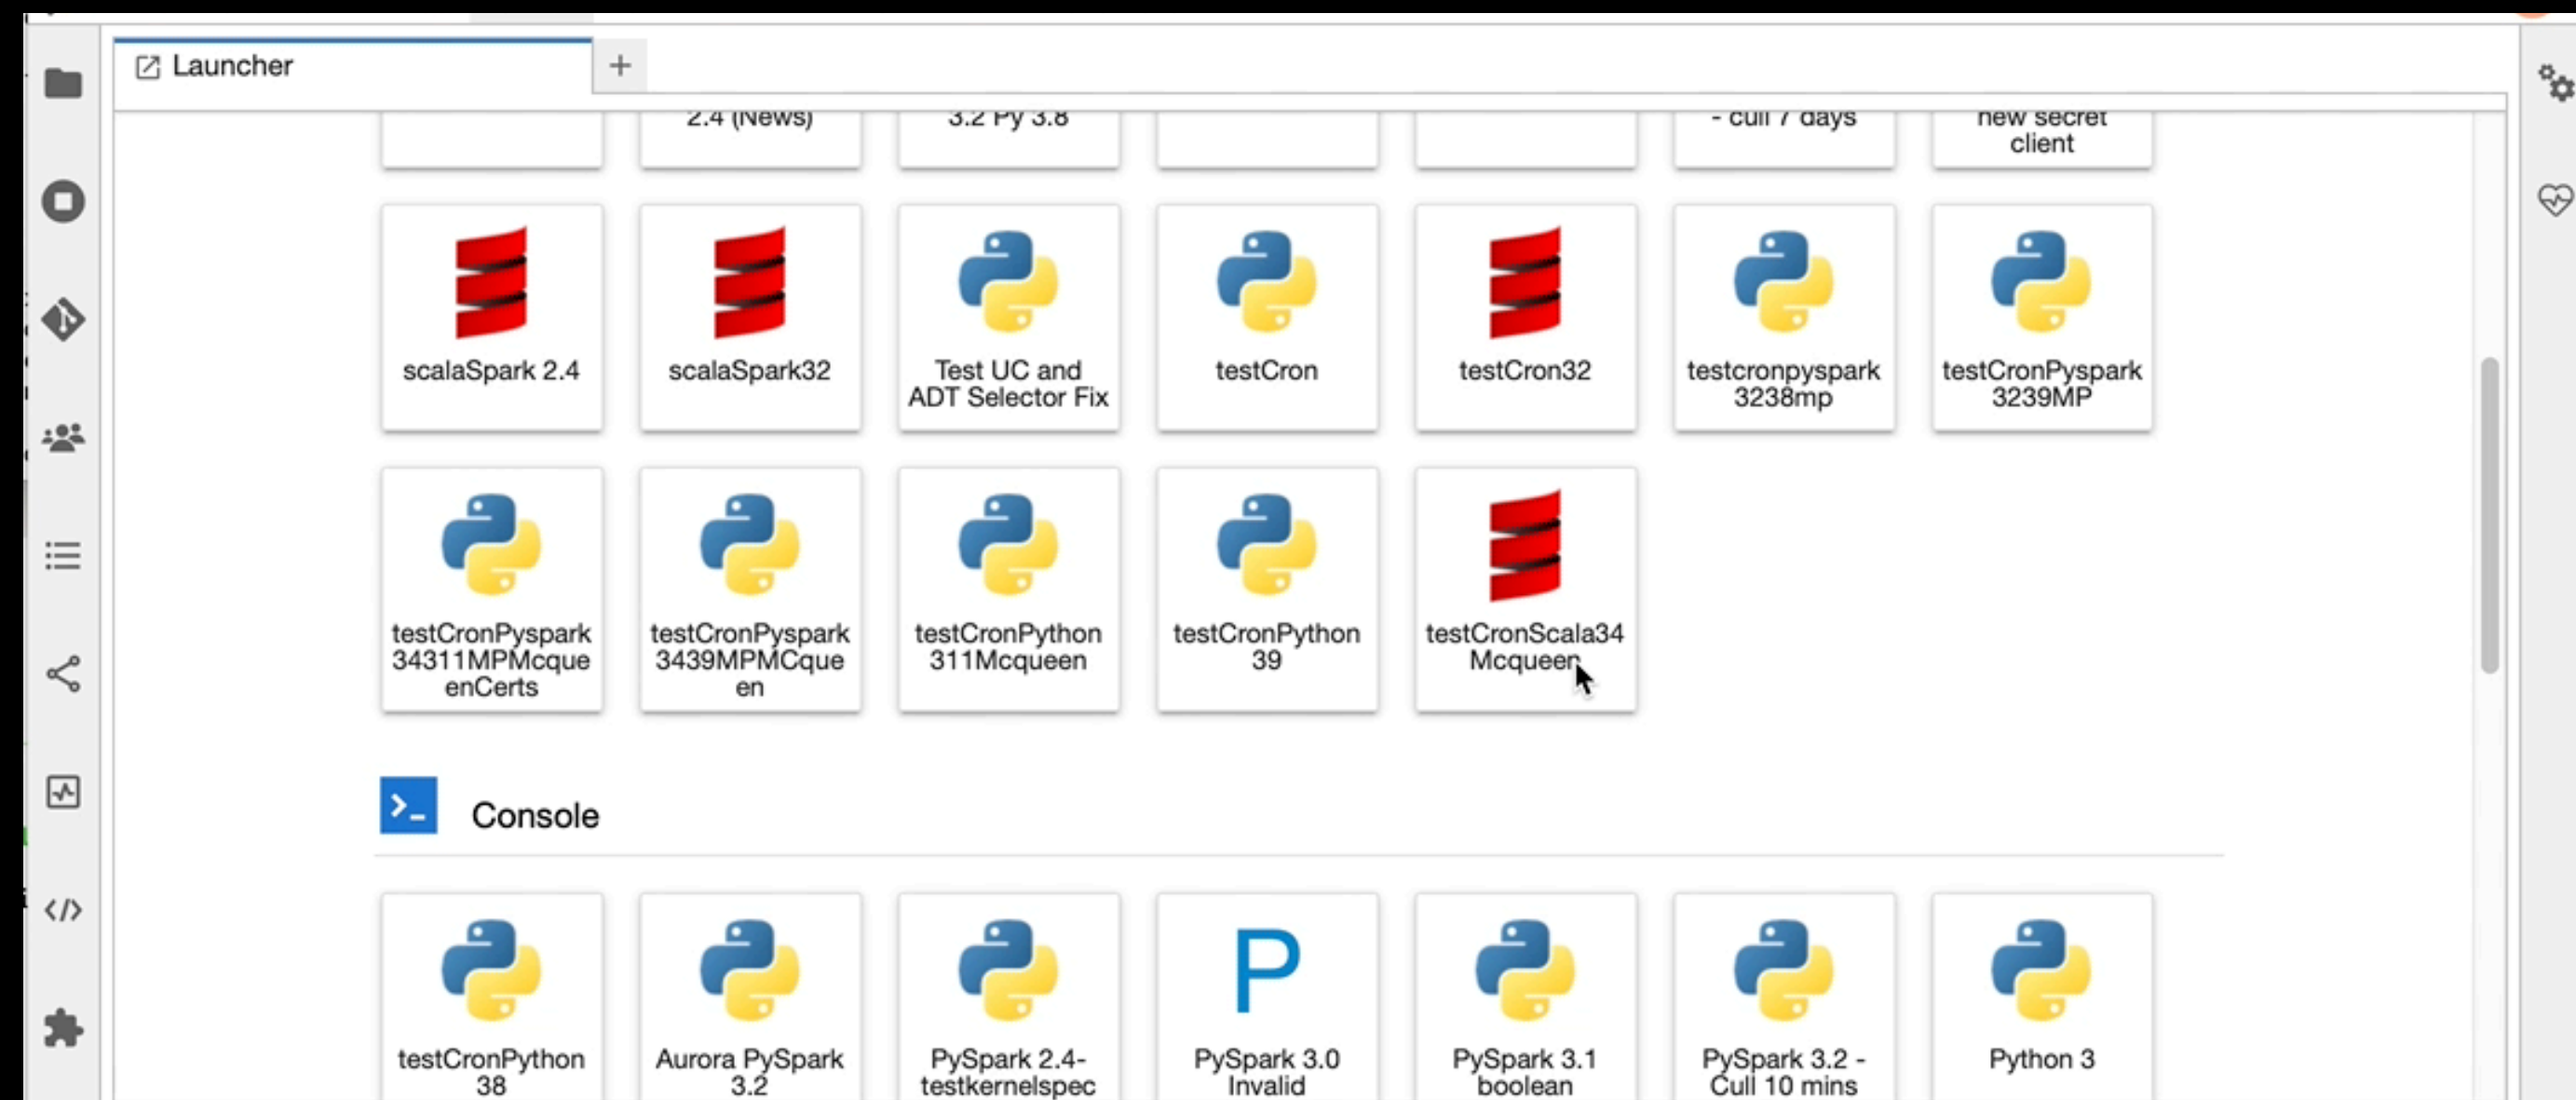 Launcher
2.4 (News)
3.2 Py 3.8
- cull 7 days
new secret
client
scalaSpark 2.4
scalaSpark32
Test UC and
ADT Selector Fix
testCron
testCron32
testcronpyspark
3238mp
testCronPyspark
3239MP
testCronPyspark
34311MPMcque
enCerts
testCronPyspark
3439MPMCque
en
testCronPython
311Mcqueen
testCronPython
39
testCronScala34
Mcqueen
Console
testCronPython
38
Aurora PySpark
3.2
PySpark 2.4-
testkernelspec
P
PySpark 3.0
Invalid
PySpark 3.1
boolean
PySpark 3.2 -
Cull 10 mins
Python 3